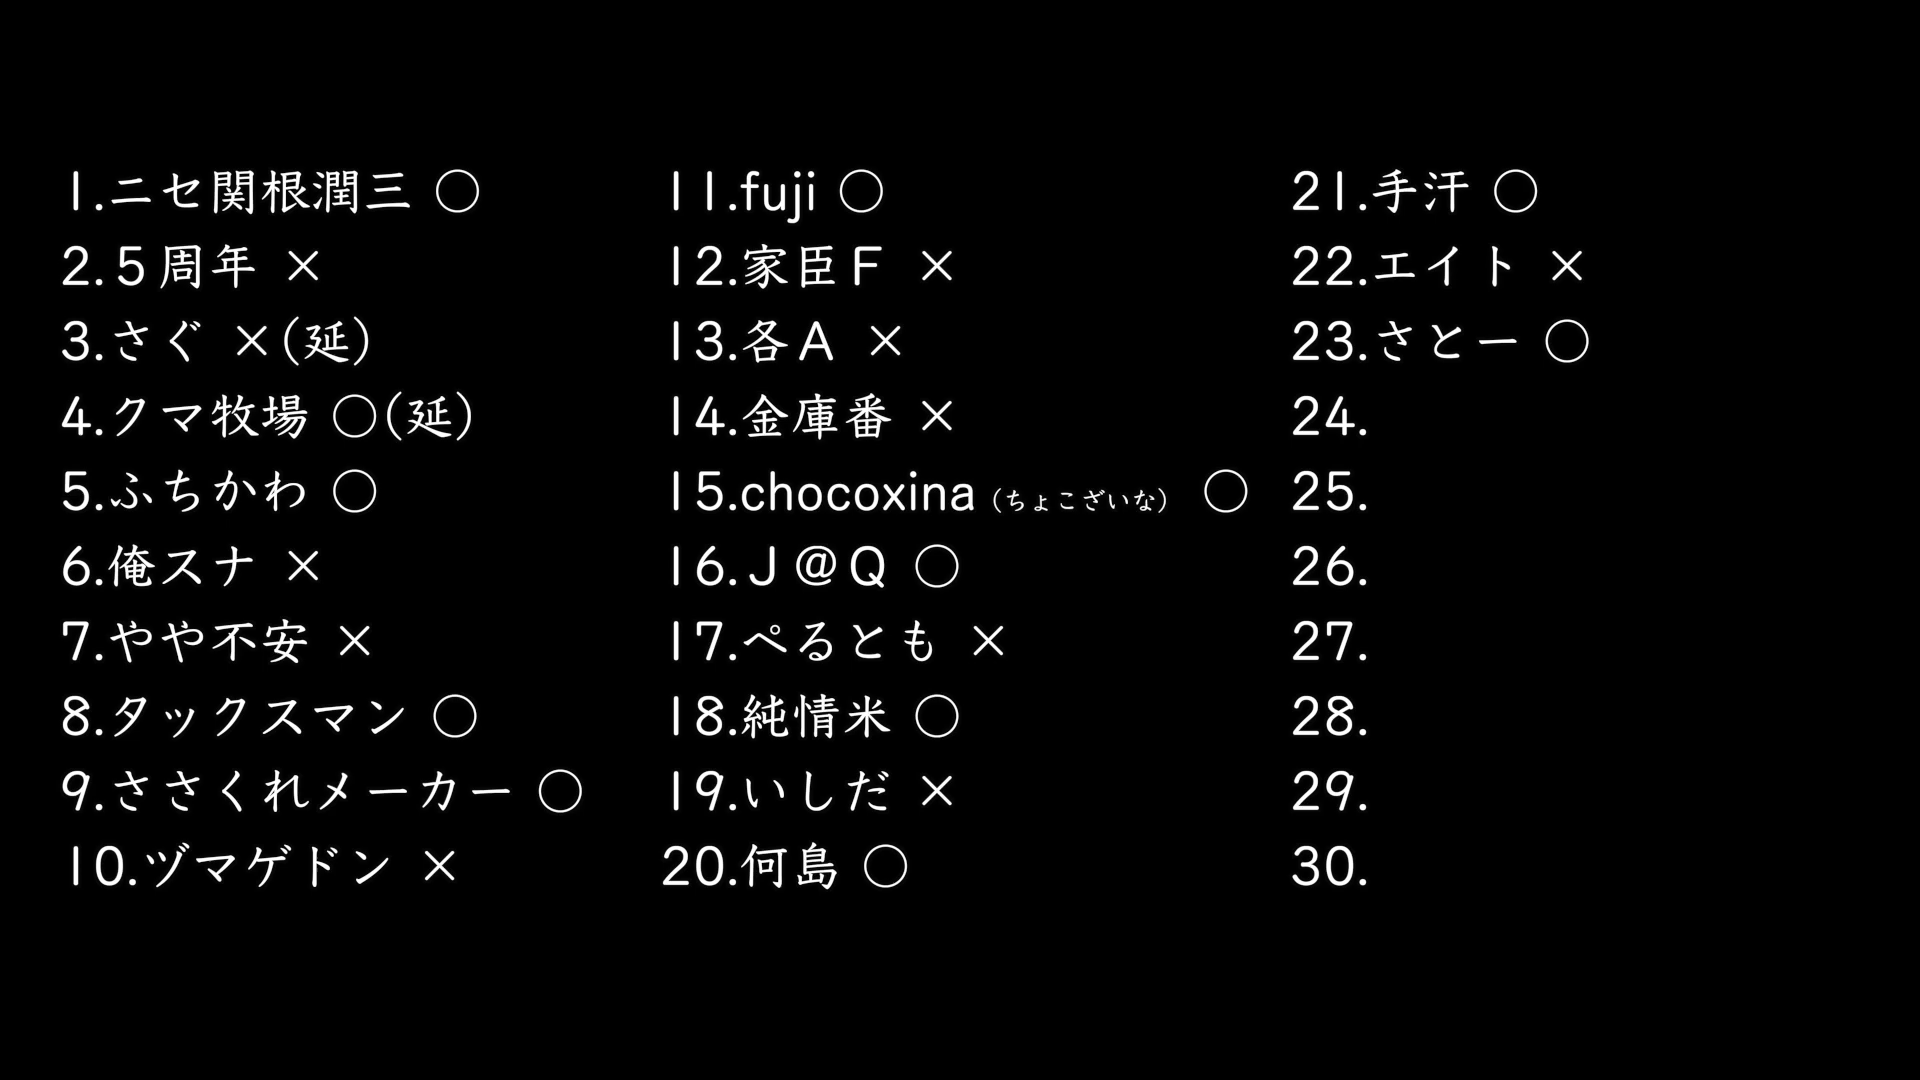 1.ニセ関根潤三 ○
2.５周年 ×
3.さぐ ×(延)
4.クマ牧場 ○(延)
5.ふちかわ ○
6.俺スナ ×
7.やや不安 ×
8.タックスマン ○
9.ささくれメーカー ○
10.ヅマゲドン ×
11.fuji ○
12.家臣Ｆ ×
13.各Ａ ×
14.金庫番 ×
15.chocoxina（ちょこざいな） ○
16.Ｊ＠Ｑ ○
17.ぺるとも ×
18.純情米 ○
19.いしだ ×
20.何島 ○
21.手汗 ○
22.エイト ×
23.さとー ○
24.
25.
26.
27.
28.
29.
30.